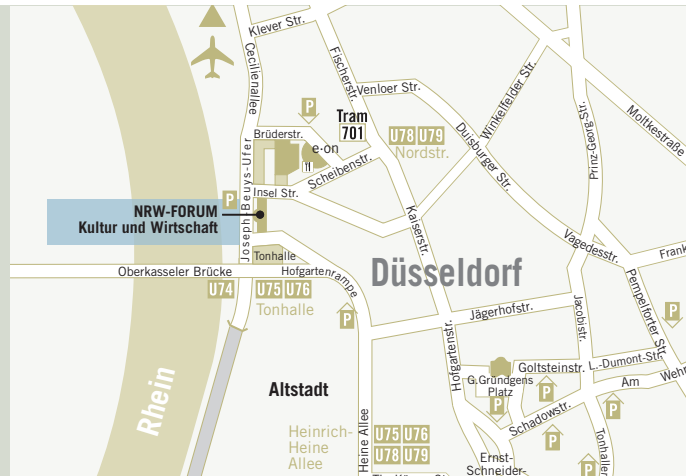 Klever Str.
Cecilienallee
Fischerstr.
Venloer Str.
Winkelfelder Str.
Moltkestraße
P
Tram
701
U78 U79
Nordstr.
Brüderstr.
e·on
Duisburger Str.
Prinz-Georg-Str.
Scheibenstr.
P
Insel Str.
Joseph-Beuys-Ufer
NRW-FORUM
Kultur und Wirtschaft
Kaiserstr.
Vagedesstr.
Frank
Tonhalle
Düsseldorf
Oberkasseler Brücke
Hofgartenrampe
U74 U75 U76
Tonhalle
P
Pempelforter Str.
Jägerhofstr.
Jacobistr.
P
Hofgartenstr.
Rhein
Altstadt
Goltsteinstr.
L.-Dumont-Str.
G.Gründgens
Platz
Am Wehr
P
P
P
Schadowstr.
Heinrich-
Heine
Allee
Heine Allee
U75 U76
U78 U79
P
P
Tonhallen
Ernst-
Schneider-